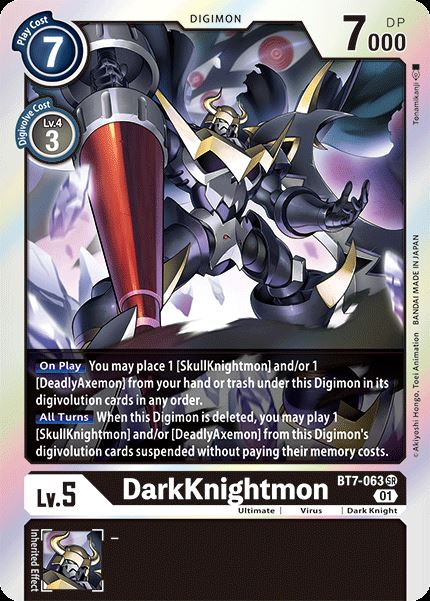 DIGIMON
Play Cost
7
7000 DP
Digivolve Cost
Lv.4
3
Tonamikanji
© Akiyoshi Hongo, Toei Animation BANDAI MADE IN JAPAN
On Play You may place 1 [SkullKnightmon] and/or 1
[DeadlyAxemon] from your hand or trash under this Digimon in its
digivolution cards in any order.
All Turns When this Digimon is deleted, you may play 1
[SkullKnightmon] and/or [DeadlyAxemon] from this Digimon's
digivolution cards suspended without paying their memory costs.
Lv.5
DarkKnightmon
BT7-063 SR
01
Ultimate | Virus | Dark Knight
Inherited Effect
–